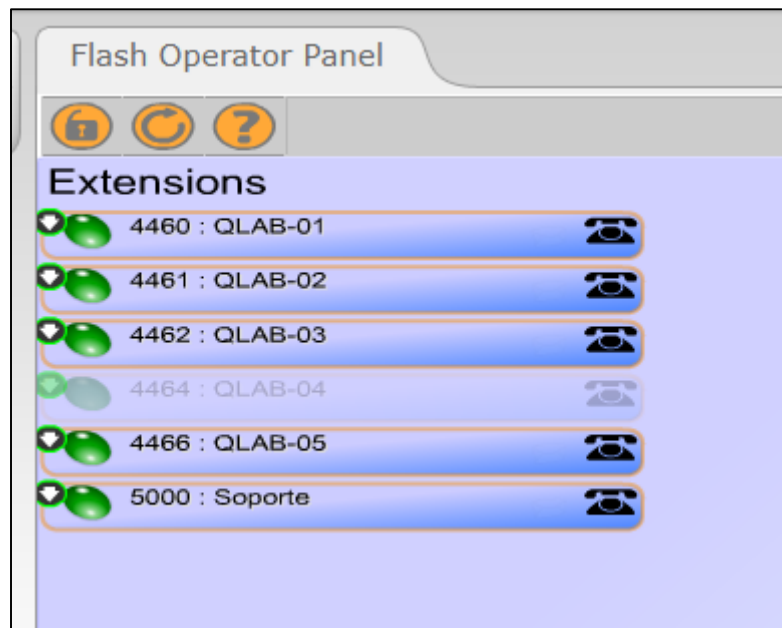 Flash Operator Panel
?
Extensions
4460 : QLAB-01
4461 : QLAB-02
4462 : QLAB-03
4464 : QLAB-04
4466 : QLAB-05
5000 : Soporte